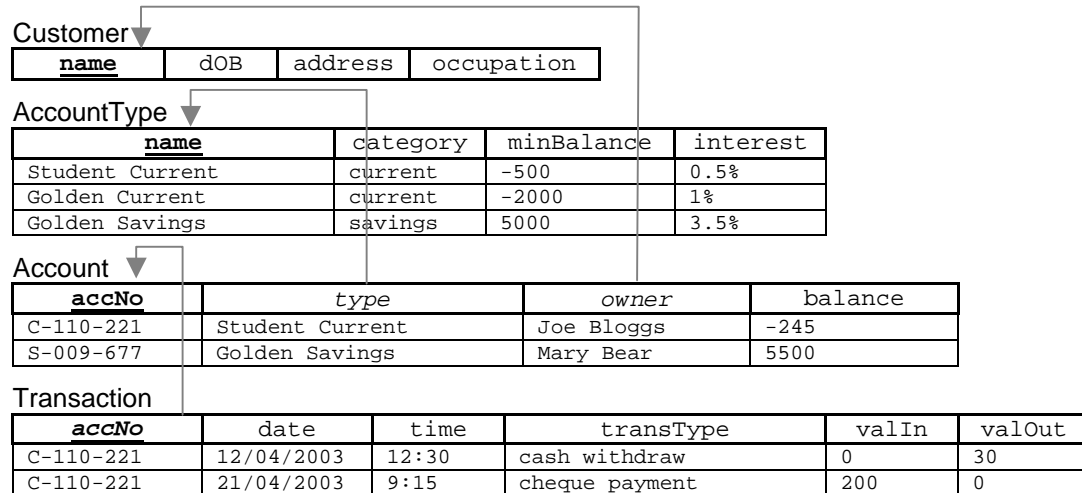 Customer
name dOB address occupation
AccountType
name category minBalance interest
Student Current current -500 0.5%
Golden Current current -2000 1%
Golden Savings savings 5000 3.5%
Account
accNo type owner balance
C-110-221 Student Current Joe Bloggs -245
S-009-677 Golden Savings Mary Bear 5500
Transaction
accNo date time transType valIn valOut
C-110-221 12/04/2003 12:30 cash withdraw 0 30
C-110-221 21/04/2003 9:15 cheque payment 200 0